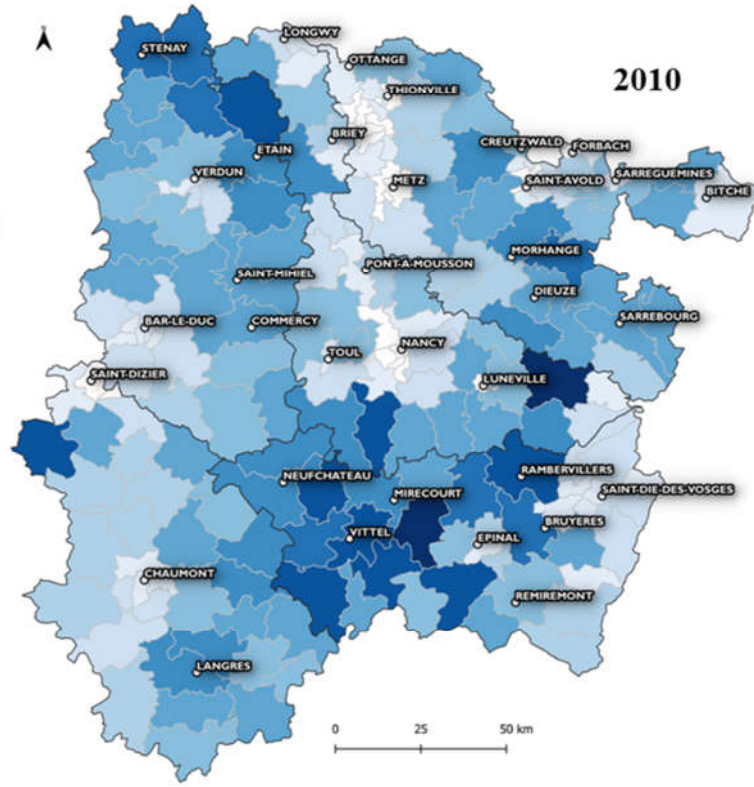 LONGWY
STENAY
OTTANGE
2010
THIONVILLE
BRIEY
CREUTZWALD
FORBACH
ETAIN
VERDUN
METZ
SAINT-AVOLD
SARREGUEMINES
BITCHE
MORHANGE
PONT-A-MOUSSON
SAINT-MIHIEL
DIEUZE
BAR-LE-DUC
COMMERCY
SARREBOURG
NANCY
TOUL
SAINT-DIZIER
LUNEVILLE
NEUFCHATEAU
RAMBERVILLERS
MIRECOURT
SAINT-DIE-DES-VOSGES
BRUYERES
VITTEL
EPINAL
CHAUMONT
REMIREMONT
LANGRES
0 25 50 km